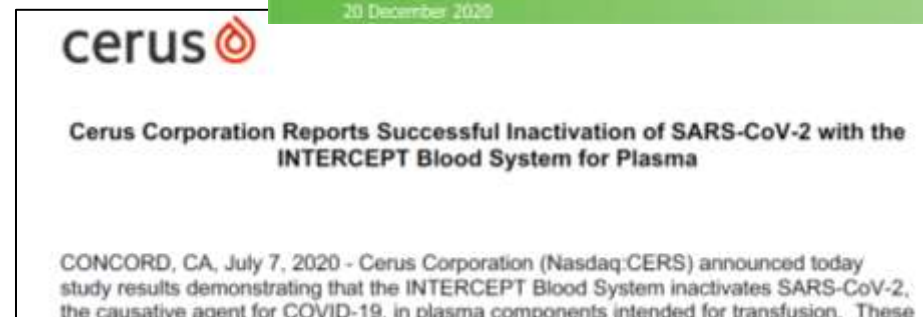 20 December 2020
cerus
Cerus Corporation Reports Successful Inactivation of SARS-CoV-2 with the
INTERCEPT Blood System for Plasma
CONCORD, CA, July 7, 2020 - Cerus Corporation (Nasdaq:CERS) announced today
study results demonstrating that the INTERCEPT Blood System inactivates SARS-CoV-2,
the causative agent for COVID-19, in plasma components intended for transfusion. These